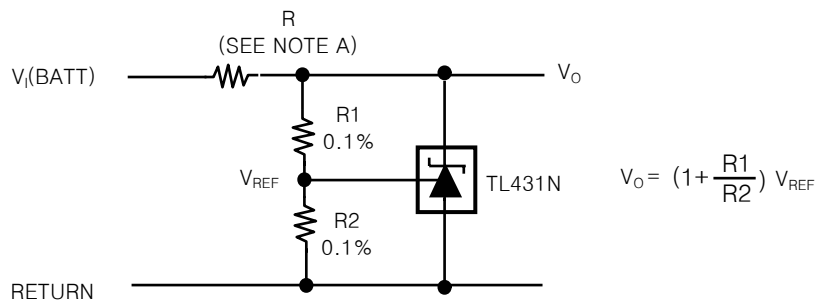 R
(SEE NOTE A)
V_I(BATT)
V_O
R1
0.1%
V_REF
TL431N
V_O = (1+ R1/R2) V_REF
R2
0.1%
RETURN